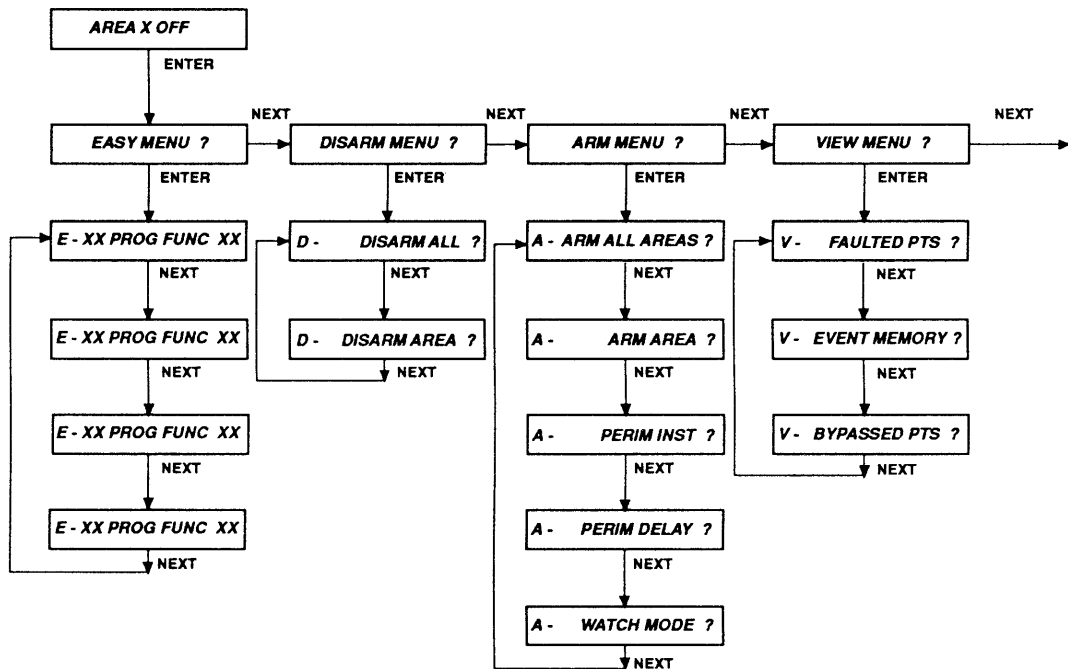 AREA X OFF
ENTER
EASY MENU ?
NEXT
DISARM MENU ?
NEXT
ARM MENU ?
NEXT
VIEW MENU ?
NEXT
ENTER
ENTER
ENTER
ENTER
E - XX PROG FUNC XX
NEXT
E - XX PROG FUNC XX
NEXT
E - XX PROG FUNC XX
NEXT
E - XX PROG FUNC XX
NEXT
D - DISARM ALL ?
NEXT
D - DISARM AREA ?
NEXT
A - ARM ALL AREAS ?
NEXT
A - ARM AREA ?
NEXT
A - PERIM INST ?
NEXT
A - PERIM DELAY ?
NEXT
A - WATCH MODE ?
NEXT
V - FAULTED PTS ?
NEXT
V - EVENT MEMORY ?
NEXT
V - BYPASSED PTS ?
NEXT